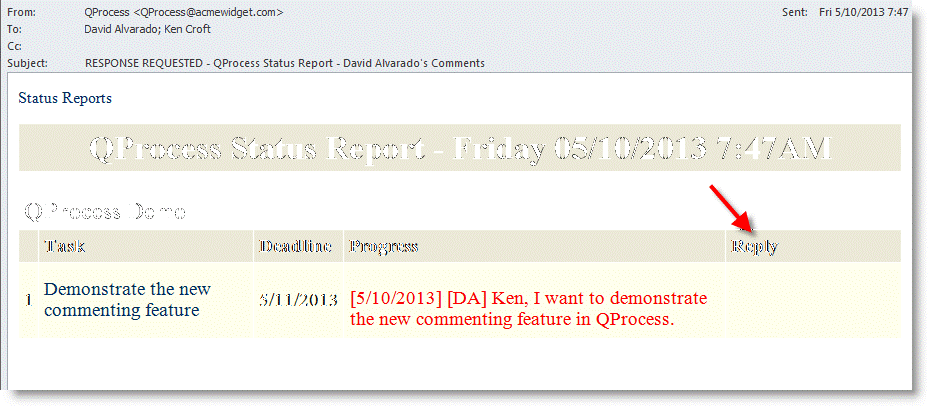 From: QProcess <QProcess@acmewidget.com> Sent: Fri 5/10/2013 7:47
To: David Alvarado; Ken Croft
Cc:
Subject: RESPONSE REQUESTED - QProcess Status Report - David Alvarado's Comments
Status Reports
QProcess Status Report - Friday 05/10/2013 7:47AM
QProcess Demo
Task Deadline Progress Reply
1 Demonstrate the new 5/11/2013 [5/10/2013] [DA] Ken, I want to demonstrate
commenting feature the new commenting feature in QProcess.